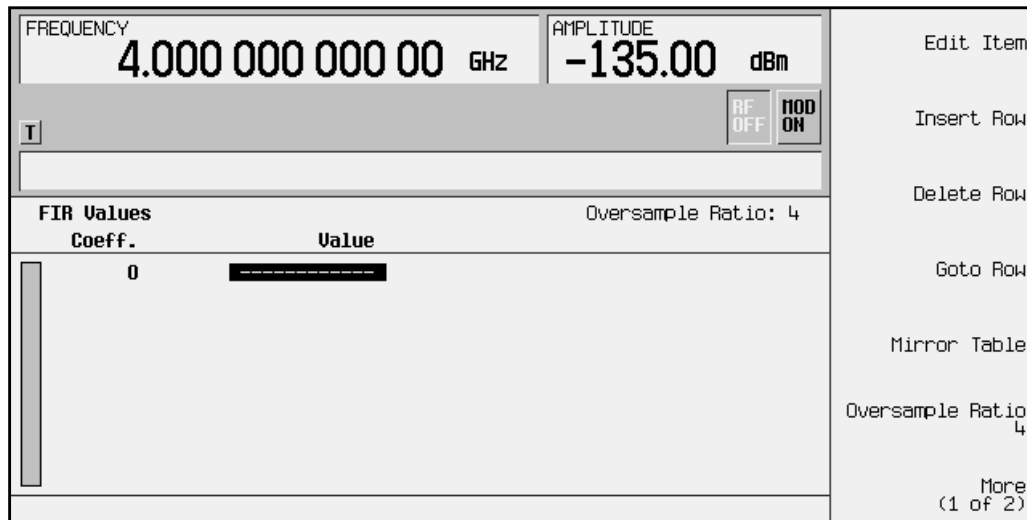 FREQUENCY
4.000 000 000 00 GHz
AMPLITUDE
-135.00 dBm
RF OFF
MOD ON
T
FIR Values
Oversample Ratio: 4
Coeff. Value
0 ------------
Edit Item
Insert Row
Delete Row
Goto Row
Mirror Table
Oversample Ratio
4
More
(1 of 2)